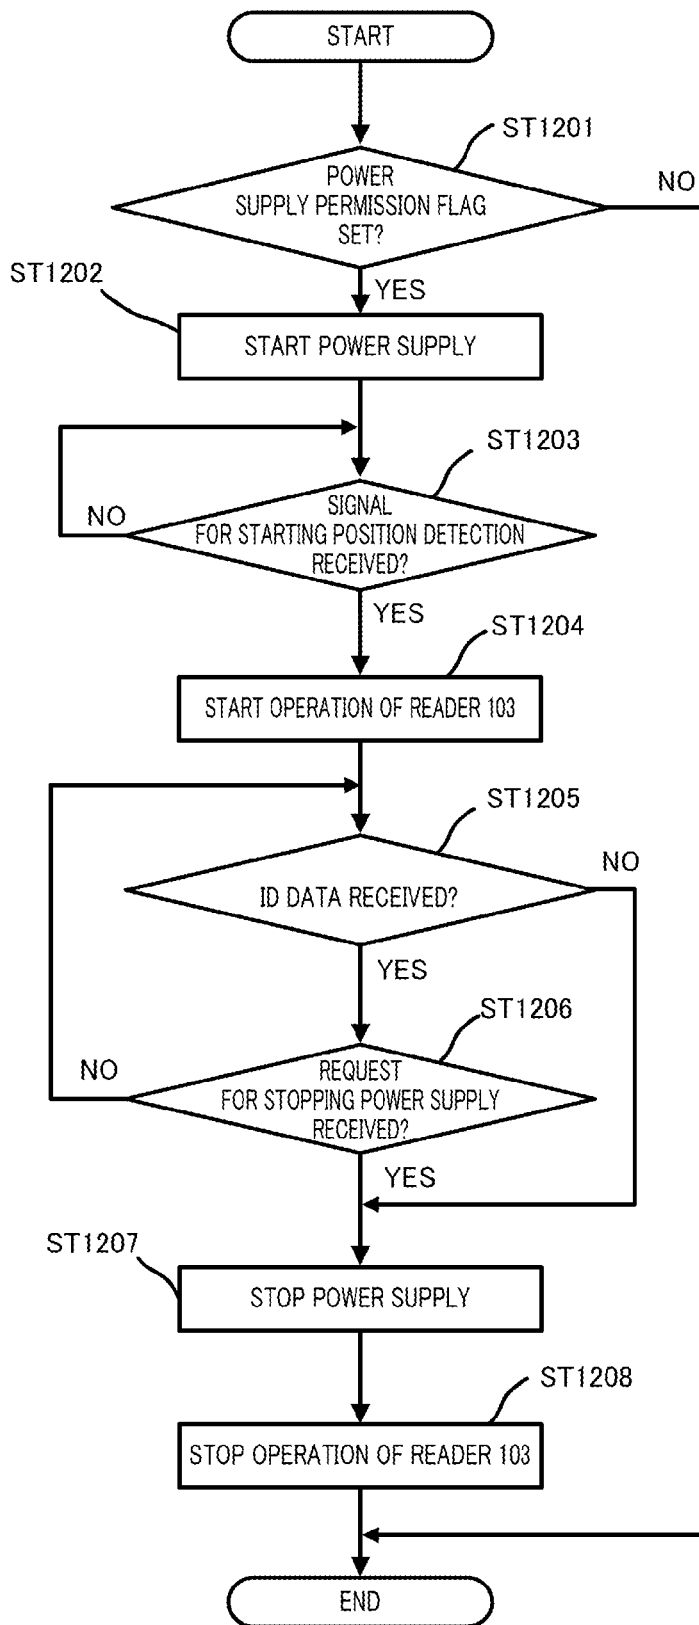 START
ST1201
POWER
SUPPLY PERMISSION FLAG
SET?
NO
YES
ST1202
START POWER SUPPLY
ST1203
SIGNAL
FOR STARTING POSITION DETECTION
RECEIVED?
NO
YES
ST1204
START OPERATION OF READER 103
ST1205
ID DATA RECEIVED?
NO
YES
ST1206
REQUEST
FOR STOPPING POWER SUPPLY
RECEIVED?
NO
YES
ST1207
STOP POWER SUPPLY
ST1208
STOP OPERATION OF READER 103
END